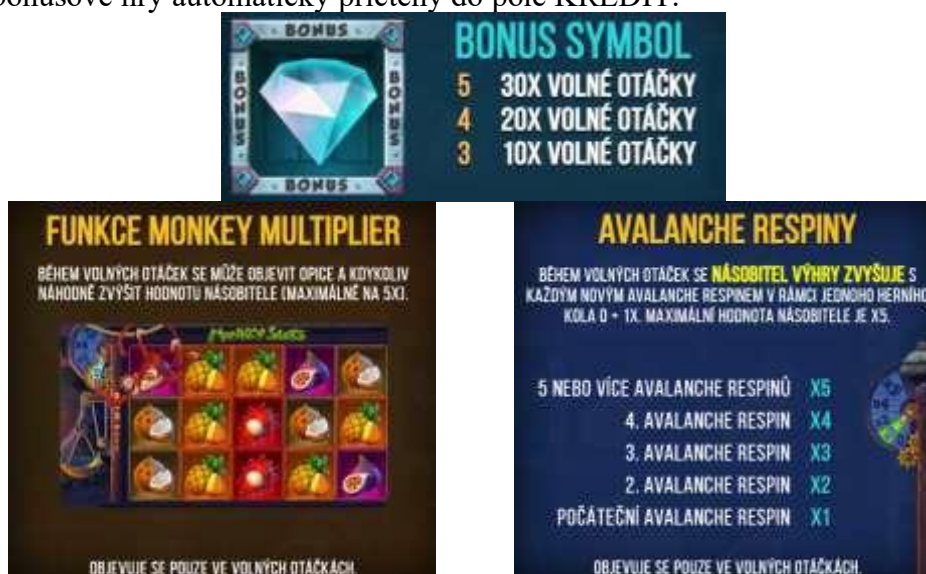 bonusové hry automaticky přičteny do pole KREDIT.
BONUS
BONUS
BONUS
BONUS
BONUS SYMBOL
5 30X VOLNÉ OTÁČKY
4 20X VOLNÉ OTÁČKY
3 10X VOLNÉ OTÁČKY
FUNKCE MONKEY MULTIPLIER
BĚHEM VOLNÝCH OTÁČEK SE MŮŽE OBJEVIT OPICE A KDYKOLIV
NÁHODNĚ ZVÝŠIT HODNOTU NÁSOBITELE (MAXIMÁLNĚ NA 5X).
OBJEVUJE SE POUZE VE VOLNÝCH OTÁČKÁCH.
AVALANCHE RESPINY
BĚHEM VOLNÝCH OTÁČEK SE NÁSOBITEL VÝHRY ZVYŠUJE S
KAŽDÝM NOVÝM AVALANCHE RESPINEM V RÁMCI JEDNOHO HERNÍHO
KOLA O + 1X. MAXIMÁLNÍ HODNOTA NÁSOBITELE JE X5.
5 NEBO VÍCE AVALANCHE RESPINŮ X5
4. AVALANCHE RESPIN X4
3. AVALANCHE RESPIN X3
2. AVALANCHE RESPIN X2
POČÁTEČNÍ AVALANCHE RESPIN X1
OBJEVUJE SE POUZE VE VOLNÝCH OTÁČKÁCH.